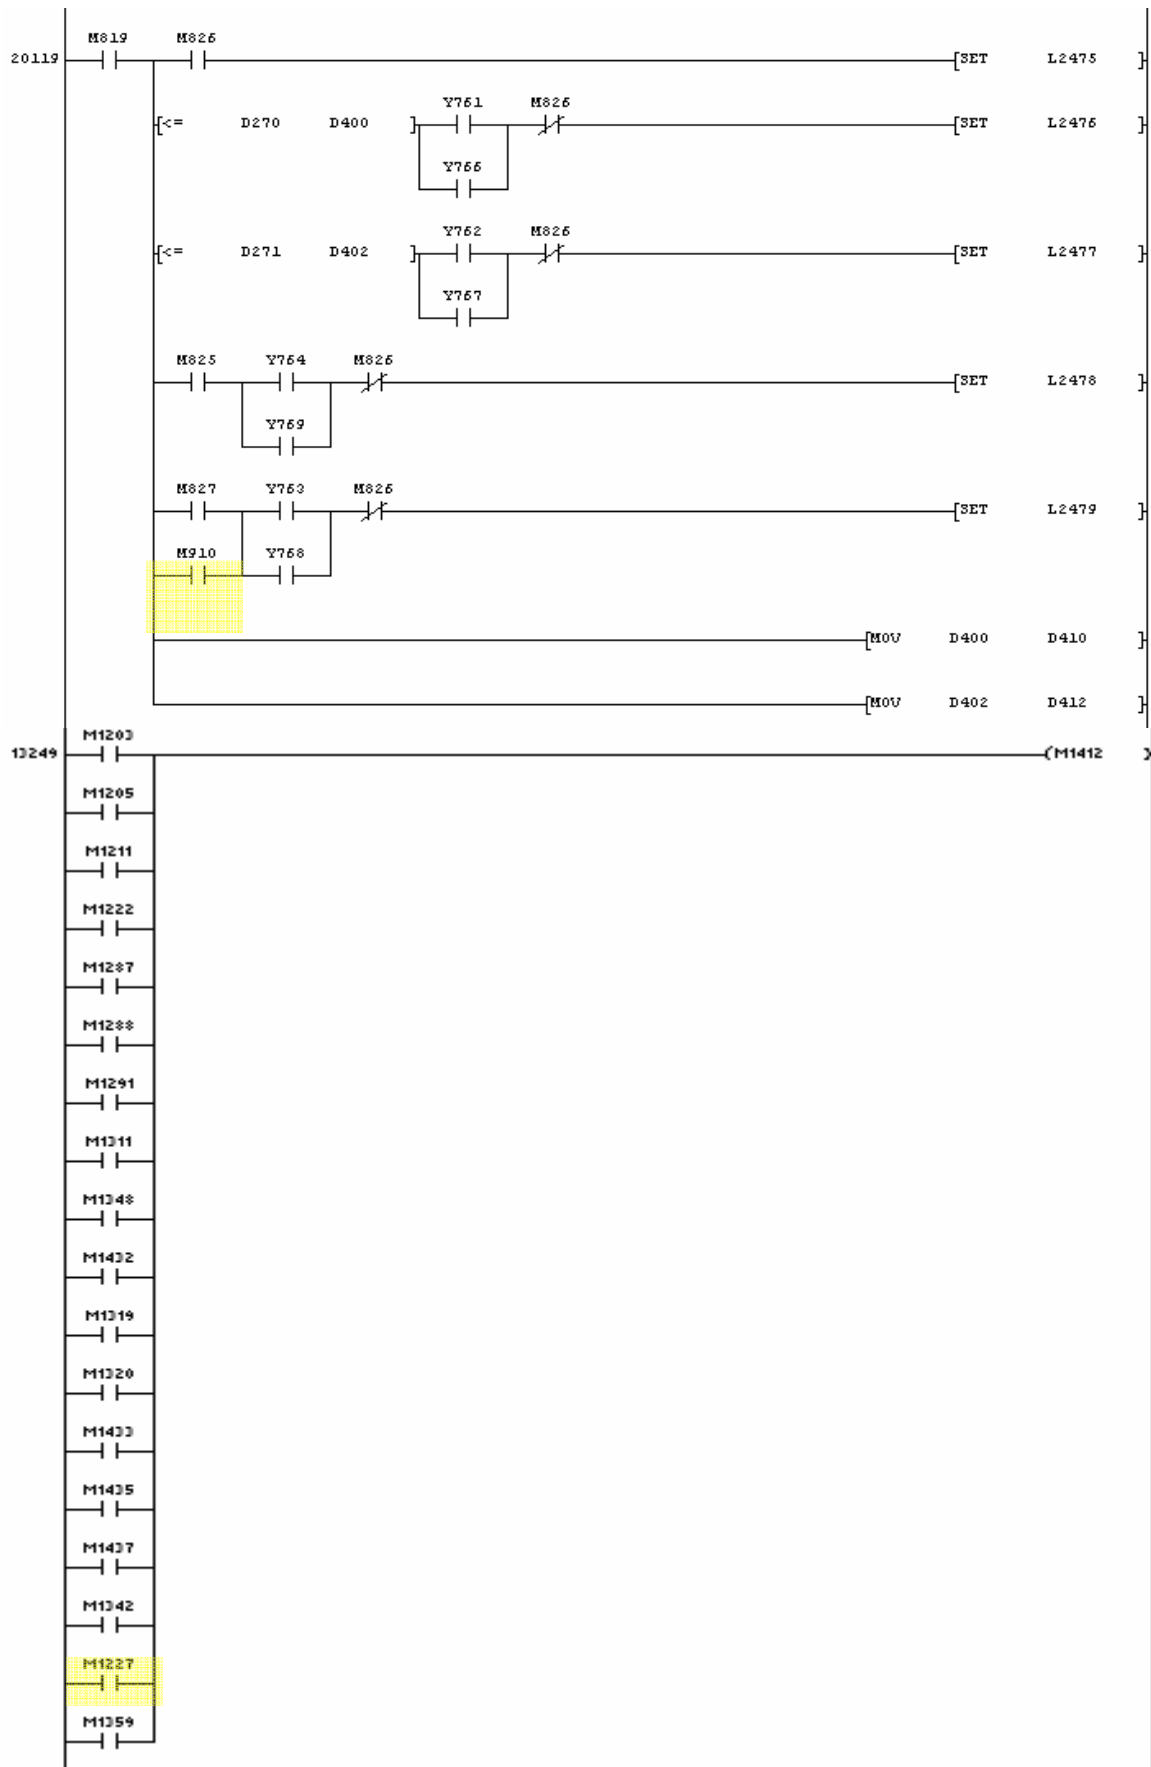 M819 M826
20119 [SET L2475 ]
Y761 M826
[<= D270 D400 ] [SET L2476 ]
Y766
Y762 M826
[<= D271 D402 ] [SET L2477 ]
Y767
M825 Y764 M826
[SET L2478 ]
Y769
M827 Y763 M826
[SET L2479 ]
M910 Y768
[MOV D400 D410 ]
[MOV D402 D412 ]
M1203
13249 (M1412 )
M1205
M1211
M1222
M1287
M1288
M1291
M1311
M1348
M1432
M1319
M1320
M1433
M1435
M1437
M1342
M1227
M1359